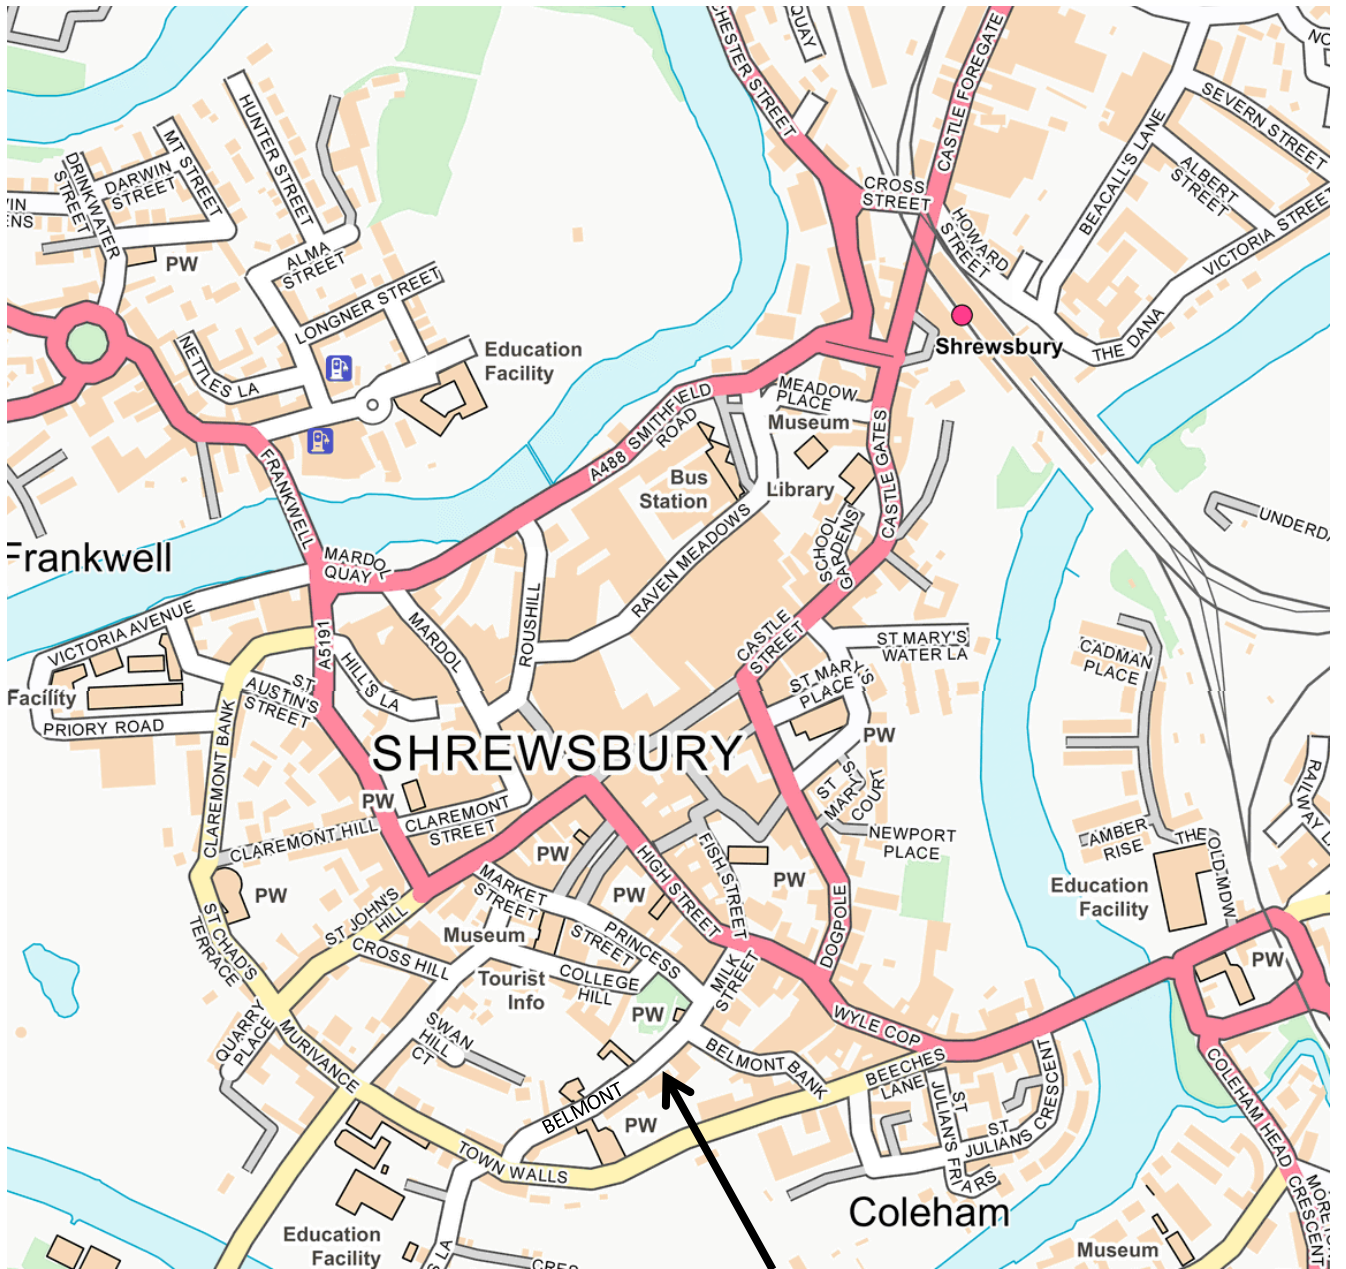 CHESTER STREET
QUAY
CASTLE FOREGATE
NO
SEVERN STREET
HUNTER STREET
MT STREET
DRINKWATER
STREET
DARWIN
STREET
BEACALL'S LANE
ALBERT
STREET
CROSS
STREET
VICTORIA STREET
HOWARD
STREET
PW
ALMA
STREET
LONGNER STREET
Shrewsbury
THE DANA
NETTLES LA
Education
Facility
MEADOW
PLACE
Museum
SMITHFIELD
ROAD
A488
CASTLE GATES
FRANKWELL
Bus
Station
Library
RAVEN MEADOWS
SCHOOL
GARDENS
UNDERDA
Frankwell
MARDOL
QUAY
VICTORIA AVENUE
A5191
MARDOL
ROUSHILL
CASTLE
STREET
ST MARY'S
WATER LA
CADMAN
PLACE
HILL'S LA
ST
AUSTIN'S
STREET
ST MARY'S
PLACE
Facility
PRIORY ROAD
CLAREMONT BANK
SHREWSBURY
PW
ST
MARY'S
COURT
RAILWAY L
PW
CLAREMONT
STREET
CLAREMONT HILL
NEWPORT
PLACE
AMBER
RISE
THE
OLD MDW
PW
HIGH STREET
FISH STREET
PW
PW
PW
Education
Facility
MARKET
STREET
ST JOHN'S
HILL
ST CHAD'S
TERRACE
DOGPOLE
Museum
PRINCESS
STREET
CROSS HILL
MILK
STREET
PW
Tourist
Info
COLLEGE
HILL
PW
WYLE COP
QUARRY
PLACE
MURIVANCE
SWAN
HILL
CT
BELMONT BANK
BEECHES
LANE
BELMONT
PW
ST
JULIAN'S FRIARS
ST
JULIANS CRESCENT
COLEHAM HEAD
TOWN WALLS
Coleham
Education
Facility
Museum
CRES
LA
CRESCENT